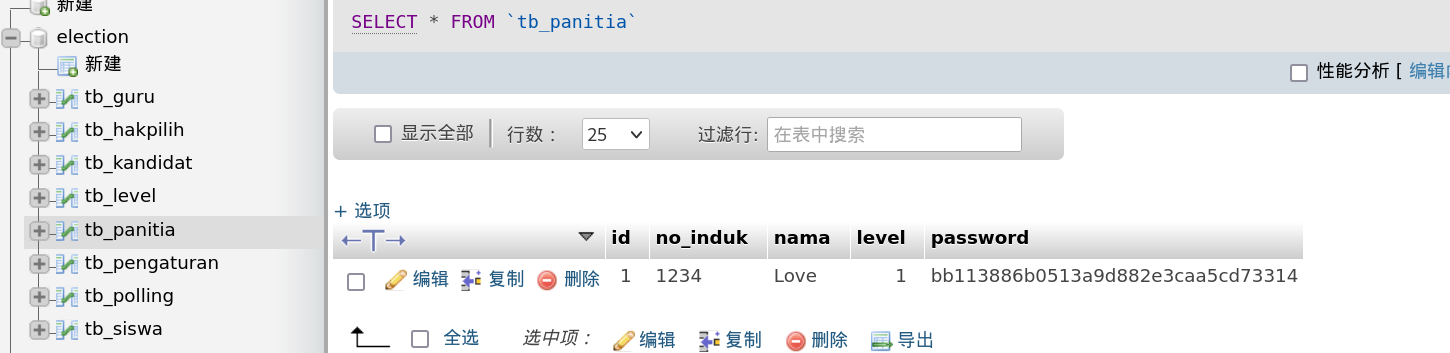 新建
election
新建
tb_guru
tb_hakpilih
tb_kandidat
tb_level
tb_panitia
tb_pengaturan
tb_polling
tb_siswa
SELECT * FROM `tb_panitia`
性能分析 [ 编辑
显示全部 行数： 25 过滤行: 在表中搜索
+ 选项
←T→ id no_induk nama level password
编辑 复制 删除 1 1234 Love 1 bb113886b0513a9d882e3caa5cd73314
全选 选中项： 编辑 复制 删除 导出